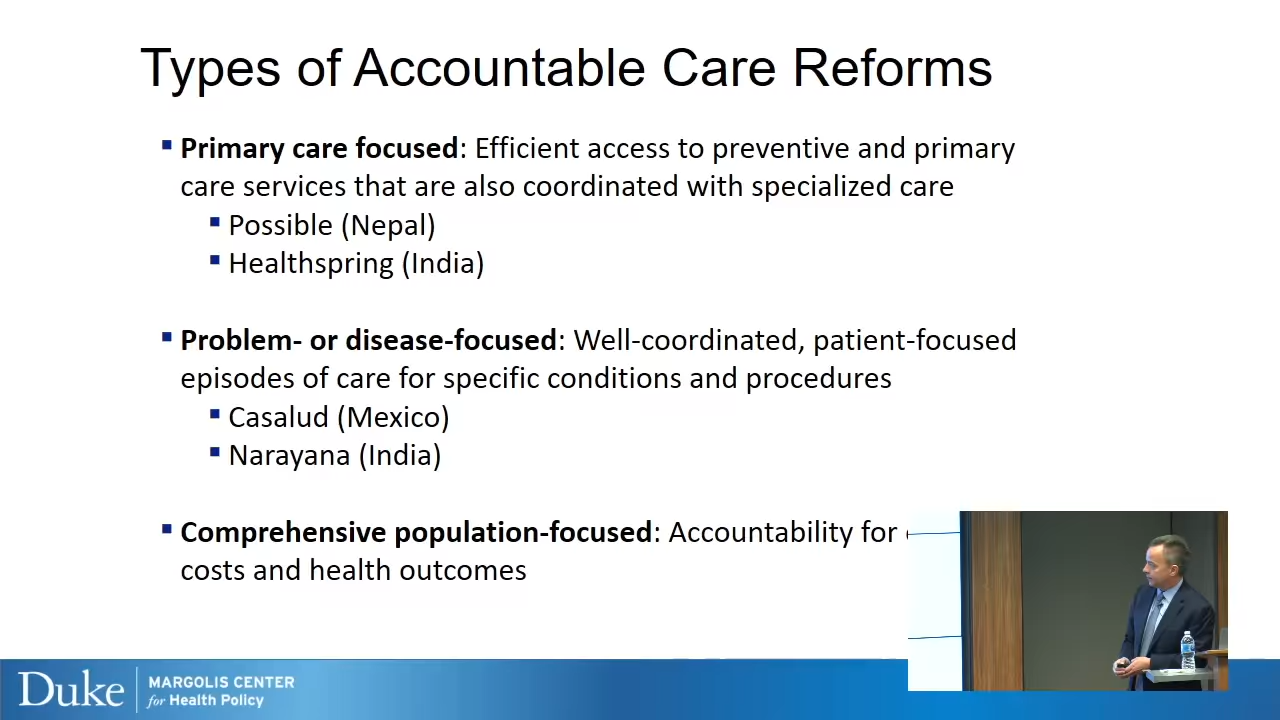 Types of Accountable Care Reforms
Primary care focused: Efficient access to preventive and primary
care services that are also coordinated with specialized care
Possible (Nepal)
Healthspring (India)
Problem- or disease-focused: Well-coordinated, patient-focused
episodes of care for specific conditions and procedures
Casalud (Mexico)
Narayana (India)
Comprehensive population-focused: Accountability for
costs and health outcomes
Duke
MARGOLIS CENTER
for Health Policy